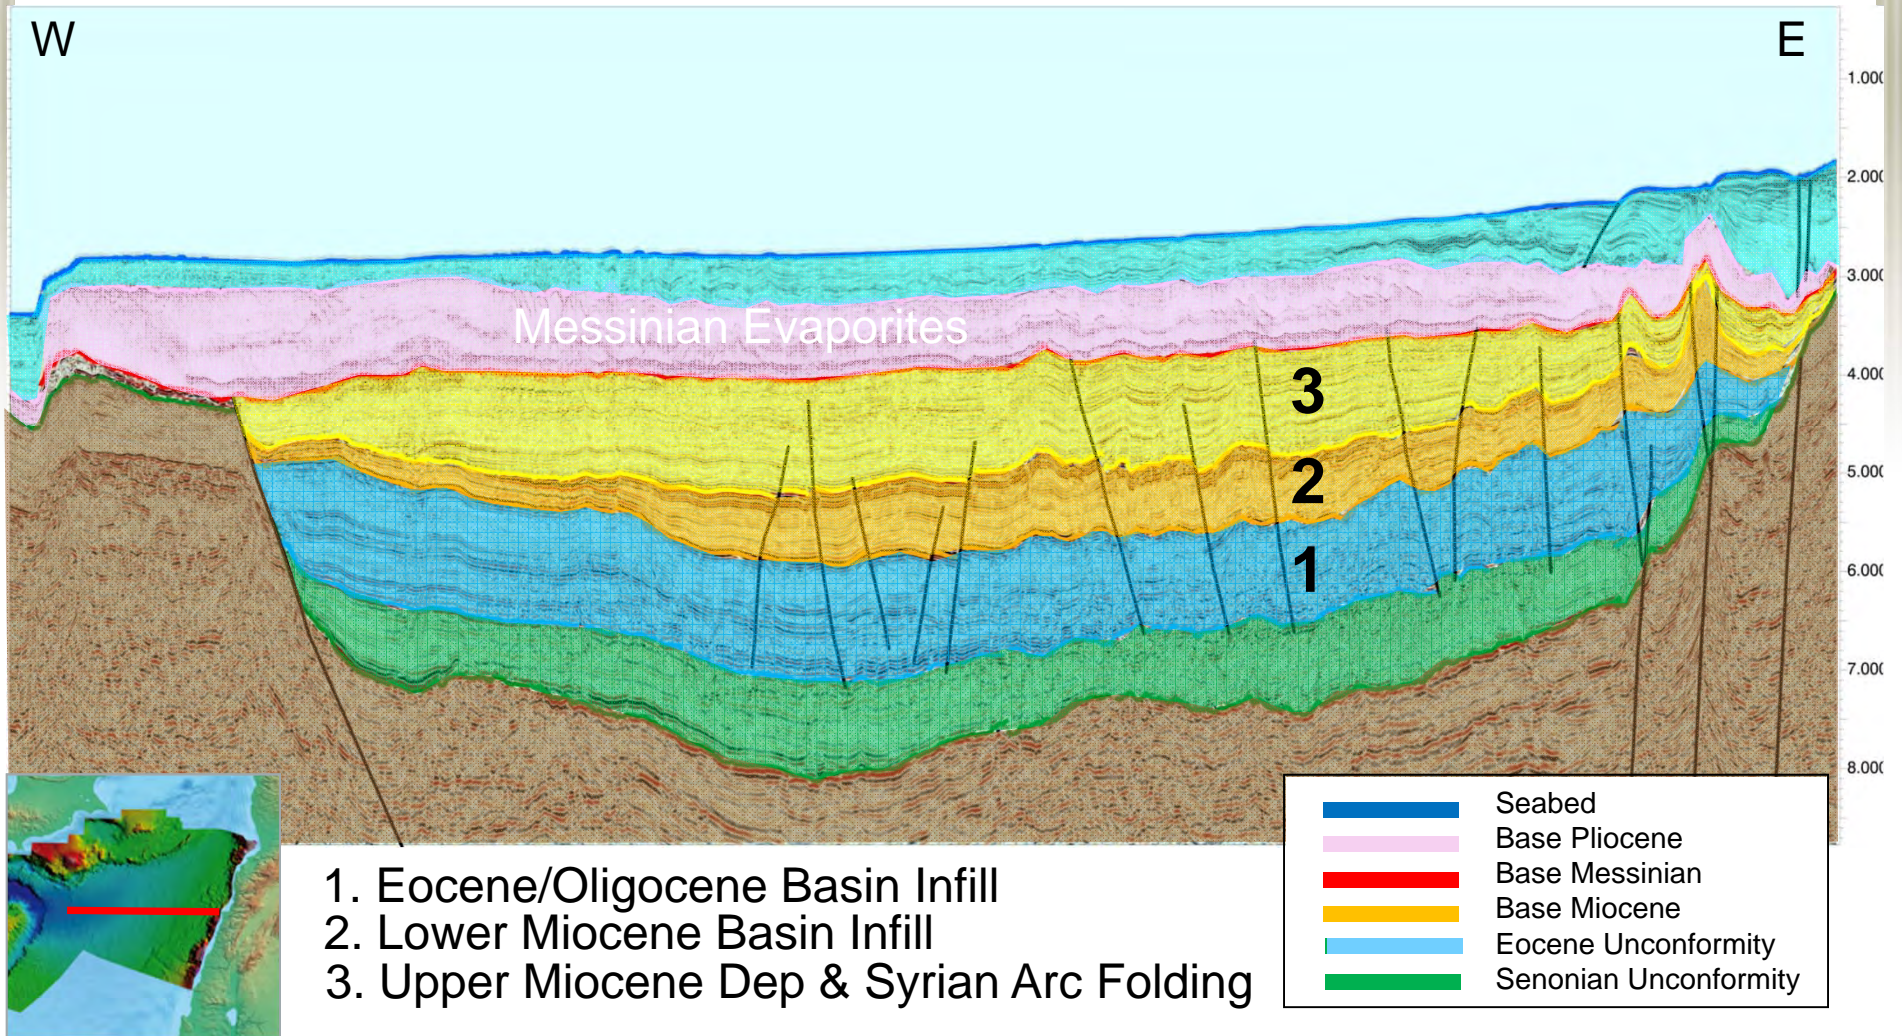 W
E
1.000
2.000
3.000
4.000
5.000
6.000
7.000
8.000
Messinian Evaporites
3
2
1
Seabed
Base Pliocene
Base Messinian
Base Miocene
Eocene Unconformity
Senonian Unconformity
1. Eocene/Oligocene Basin Infill
2. Lower Miocene Basin Infill
3. Upper Miocene Dep & Syrian Arc Folding